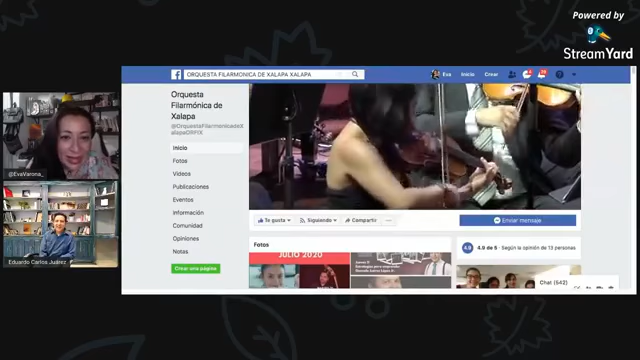 Powered by
StreamYard
ORQUESTA FILARMONICA DE XALAPA XALAPA
Eva
Inicio
Crear
Orquesta
Filarmónica de
Xalapa
@OrquestaFilarmonicadeX
alapaORFIX
Inicio
Fotos
Videos
Publicaciones
Eventos
Información
Comunidad
Opiniones
Notas
Crear una página
Te gusta
Siguiendo
Compartir
Enviar mensaje
Fotos
JULIO 2020
4.9
4.9 de 5 · Según la opinión de 13 personas
Chat (542)
@EvaVarona_
Eduardo Carlos Juárez